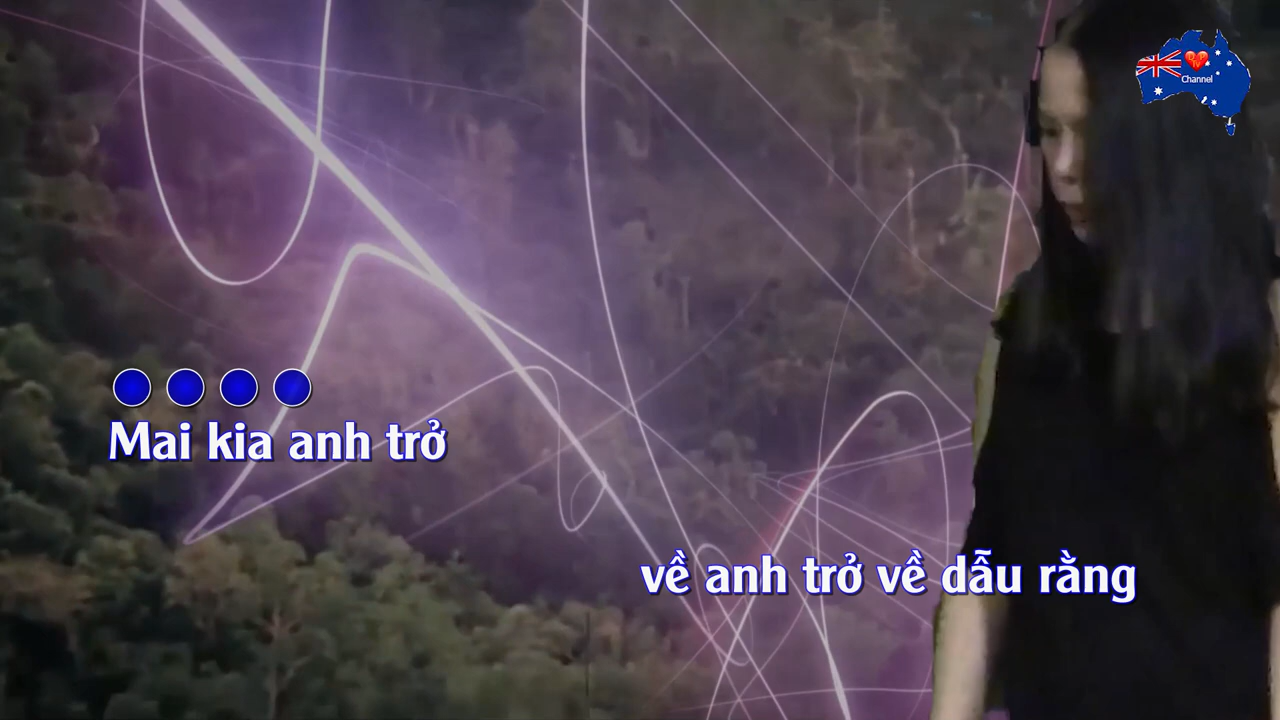 Channel
Mai kia anh trở
về anh trở về dẫu rằng